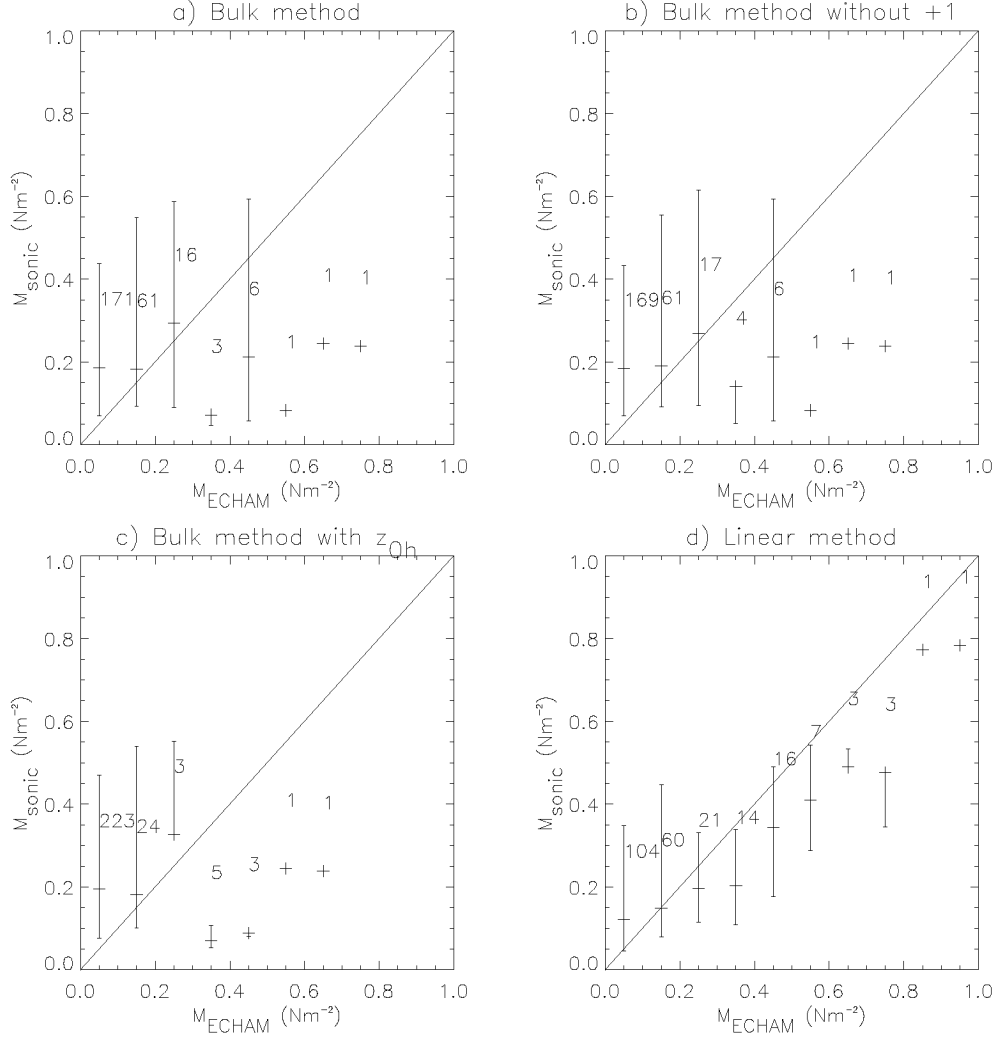 a) Bulk method
1.0
0.8
0.6
0.4
0.2
0.0
M_sonic (Nm⁻²)
171 61 16 3 6 1 1 1
0.0 0.2 0.4 0.6 0.8 1.0
M_ECHAM (Nm⁻²)
b) Bulk method without +1
1.0
0.8
0.6
0.4
0.2
0.0
M_sonic (Nm⁻²)
169 61 17 4 6 1 1 1
0.0 0.2 0.4 0.6 0.8 1.0
M_ECHAM (Nm⁻²)
c) Bulk method with z_0h
1.0
0.8
0.6
0.4
0.2
0.0
M_sonic (Nm⁻²)
223 24 3 5 3 1 1
0.0 0.2 0.4 0.6 0.8 1.0
M_ECHAM (Nm⁻²)
d) Linear method
1.0
0.8
0.6
0.4
0.2
0.0
M_sonic (Nm⁻²)
104 60 21 14 16 7 3 3 1 1
0.0 0.2 0.4 0.6 0.8 1.0
M_ECHAM (Nm⁻²)